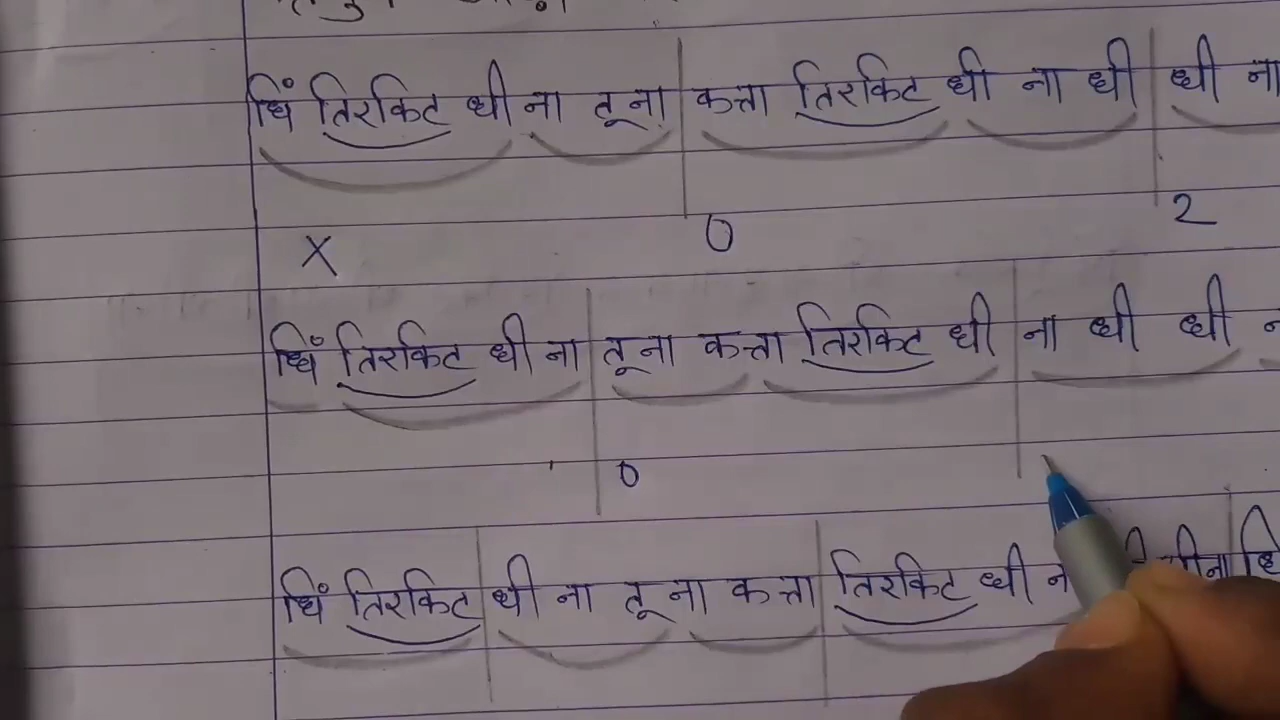 धिं तिरकिट धी ना तू ना कत्ता तिरकिट धी ना धी धी ना
X 0 2
धिं तिरकिट धी ना तू ना कत्ता तिरकिट धी ना धी धी
0
धिं तिरकिट धी ना तू ना कत्ता तिरकिट धी